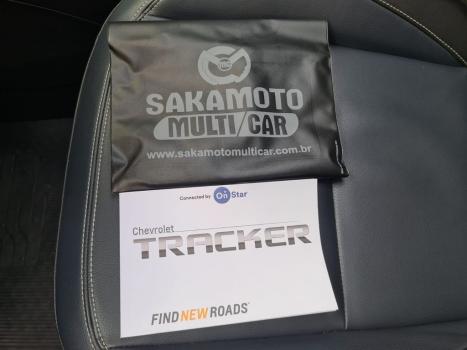 SAKAMOTO
MULTI/CAR
www.sakamotomulticar.com.br
Connected by OnStar
Chevrolet
TRACKER
FIND NEW ROADS